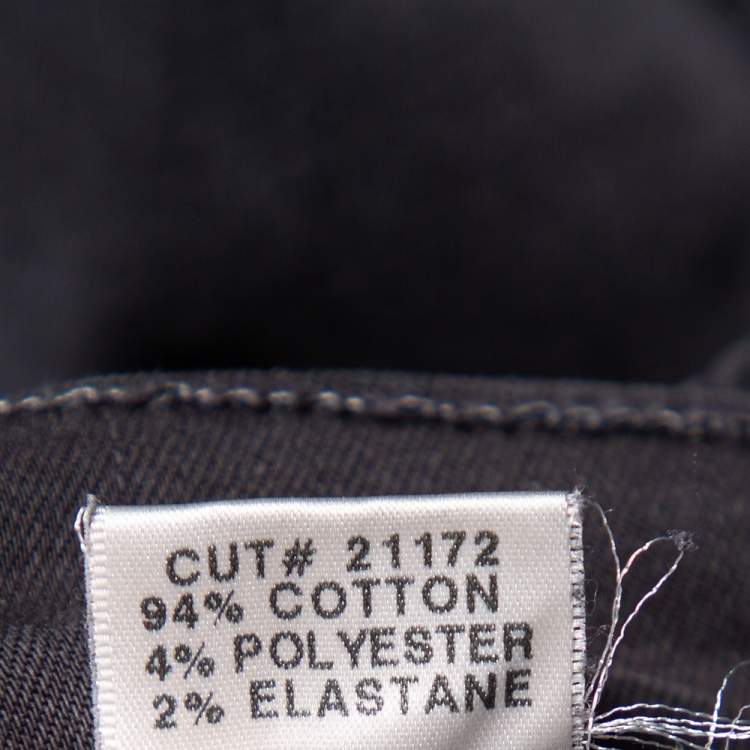 CUT# 21172
94% COTTON
4% POLYESTER
2% ELASTANE